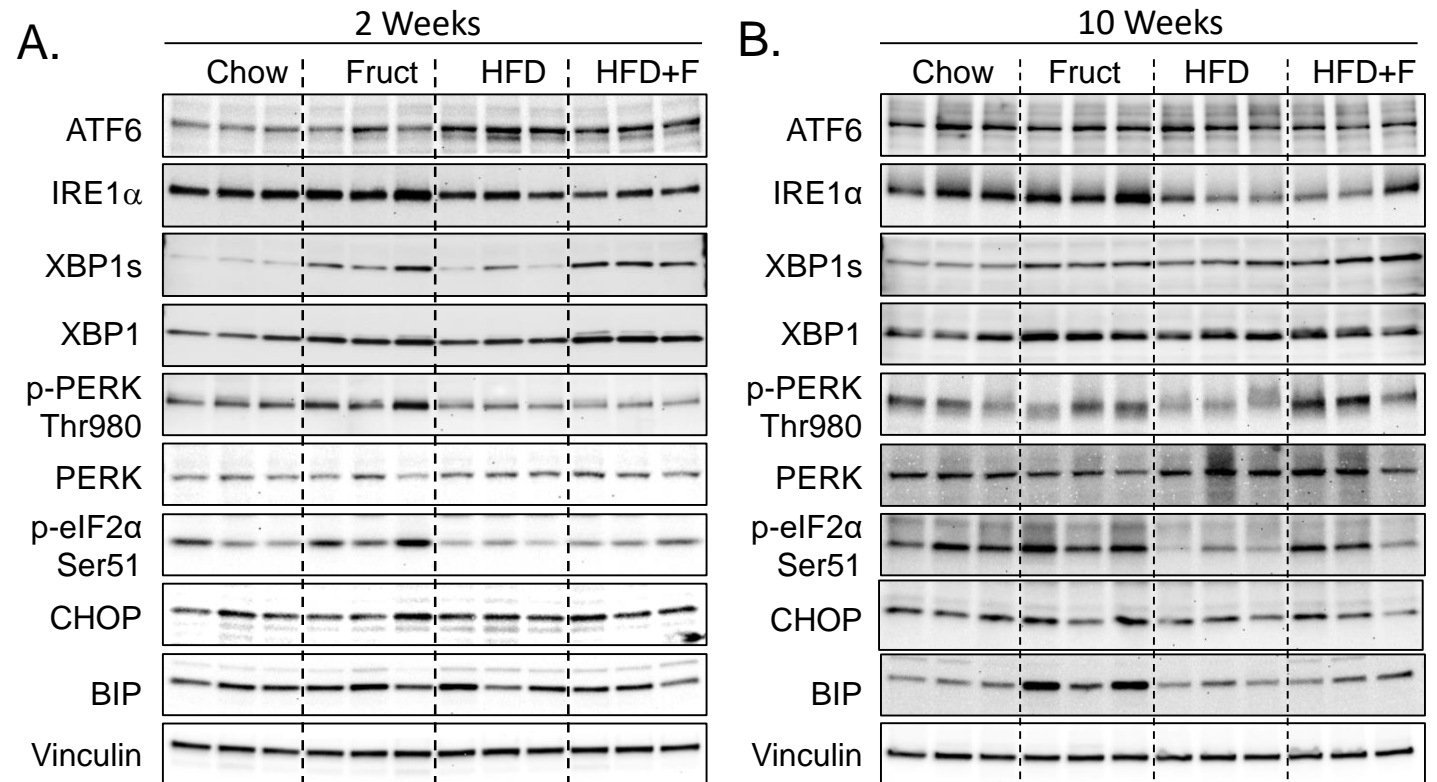 A.
2 Weeks
Chow Fruct HFD HFD+F
ATF6
IRE1α
XBP1s
XBP1
p-PERK
Thr980
PERK
p-eIF2α
Ser51
CHOP
BIP
Vinculin
B.
10 Weeks
Chow Fruct HFD HFD+F
ATF6
IRE1α
XBP1s
XBP1
p-PERK
Thr980
PERK
p-eIF2α
Ser51
CHOP
BIP
Vinculin